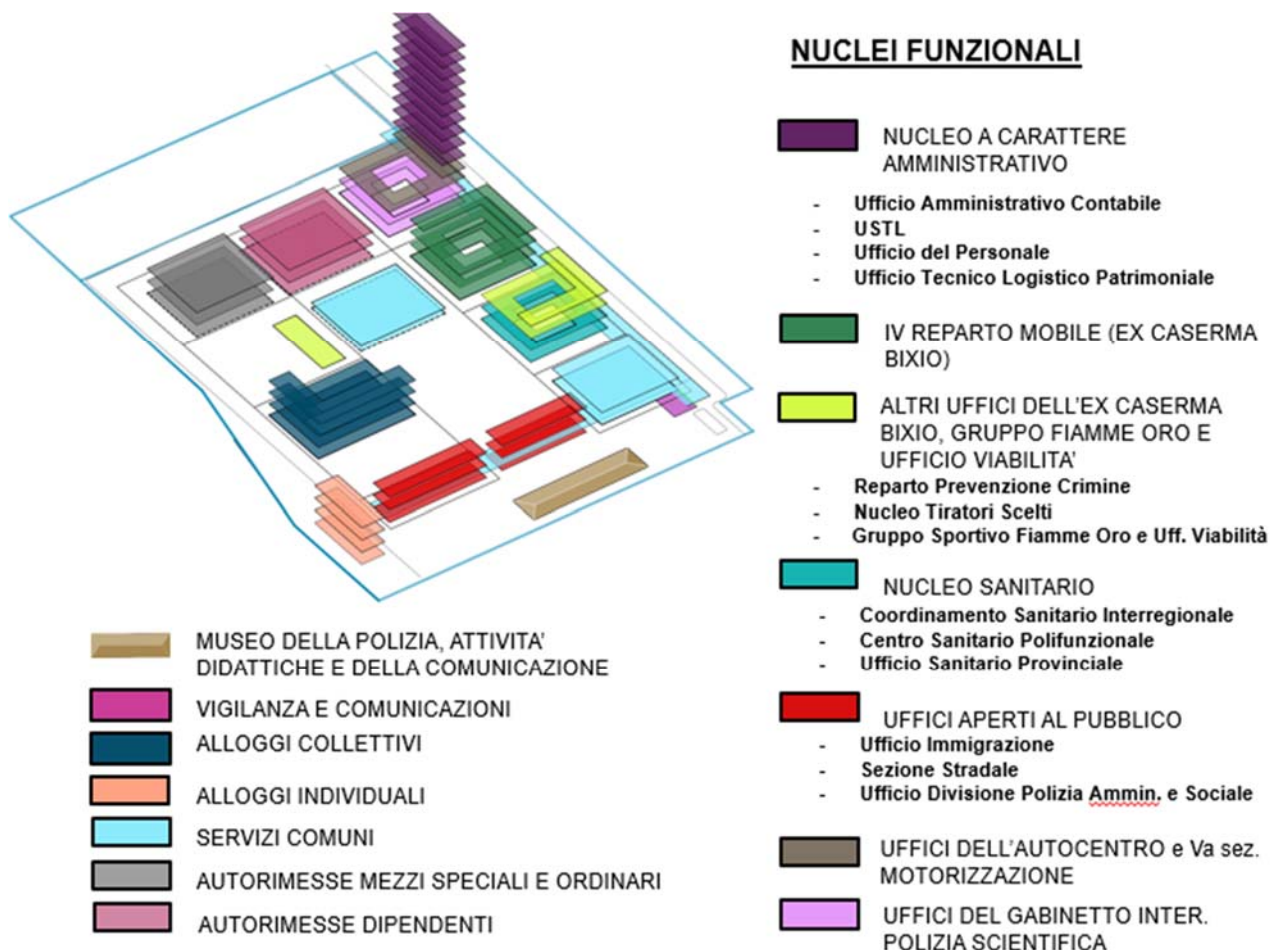 NUCLEI FUNZIONALI
NUCLEO A CARATTERE
AMMINISTRATIVO
- Ufficio Amministrativo Contabile
- USTL
- Ufficio del Personale
- Ufficio Tecnico Logistico Patrimoniale
IV REPARTO MOBILE (EX CASERMA
BIXIO)
ALTRI UFFICI DELL'EX CASERMA
BIXIO, GRUPPO FIAMME ORO E
UFFICIO VIABILITA'
- Reparto Prevenzione Crimine
- Nucleo Tiratori Scelti
- Gruppo Sportivo Fiamme Oro e Uff. Viabilità
NUCLEO SANITARIO
- Coordinamento Sanitario Interregionale
- Centro Sanitario Polifunzionale
- Ufficio Sanitario Provinciale
UFFICI APERTI AL PUBBLICO
- Ufficio Immigrazione
- Sezione Stradale
- Ufficio Divisione Polizia Ammin. e Sociale
UFFICI DELL'AUTOCENTRO e Va sez.
MOTORIZZAZIONE
UFFICI DEL GABINETTO INTER.
POLIZIA SCIENTIFICA
MUSEO DELLA POLIZIA, ATTIVITA'
DIDATTICHE E DELLA COMUNICAZIONE
VIGILANZA E COMUNICAZIONI
ALLOGGI COLLETTIVI
ALLOGGI INDIVIDUALI
SERVIZI COMUNI
AUTORIMESSE MEZZI SPECIALI E ORDINARI
AUTORIMESSE DIPENDENTI